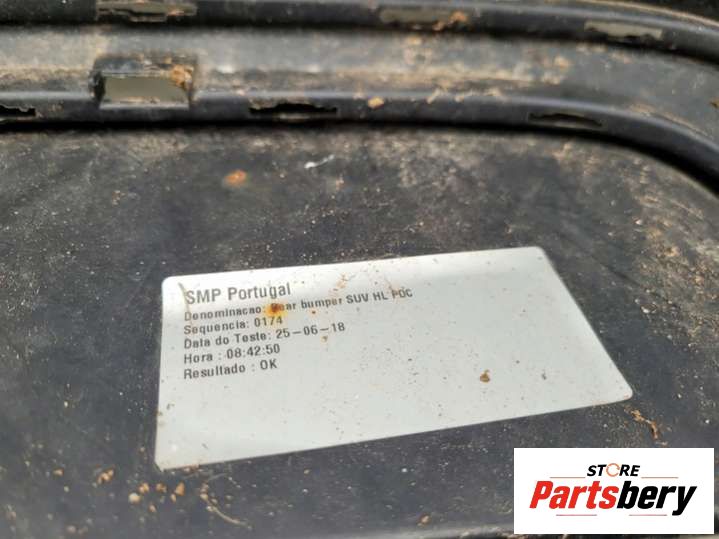 SMP Portugal
Denominacao: Rear bumper SUV HL PDC
Sequencia: 0174
Data do Teste: 25-06-18
Hora : 08:42:50
Resultado : OK
STORE
Partsbery